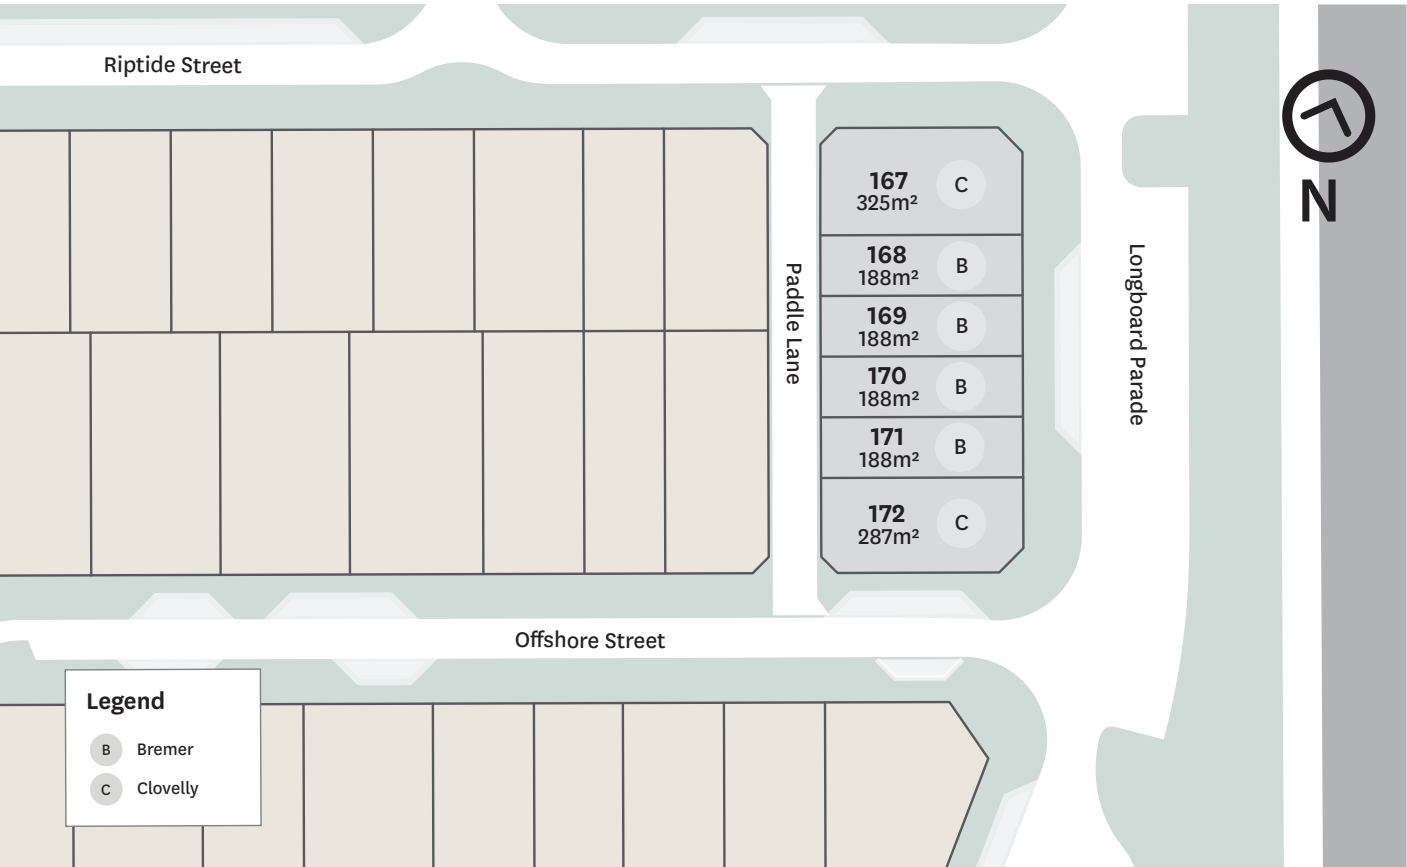 Riptide Street
N
167
325m²
C
168
188m²
B
169
188m²
B
170
188m²
B
171
188m²
B
172
287m²
C
Paddle Lane
Longboard Parade
Offshore Street
Legend
B Bremer
C Clovelly